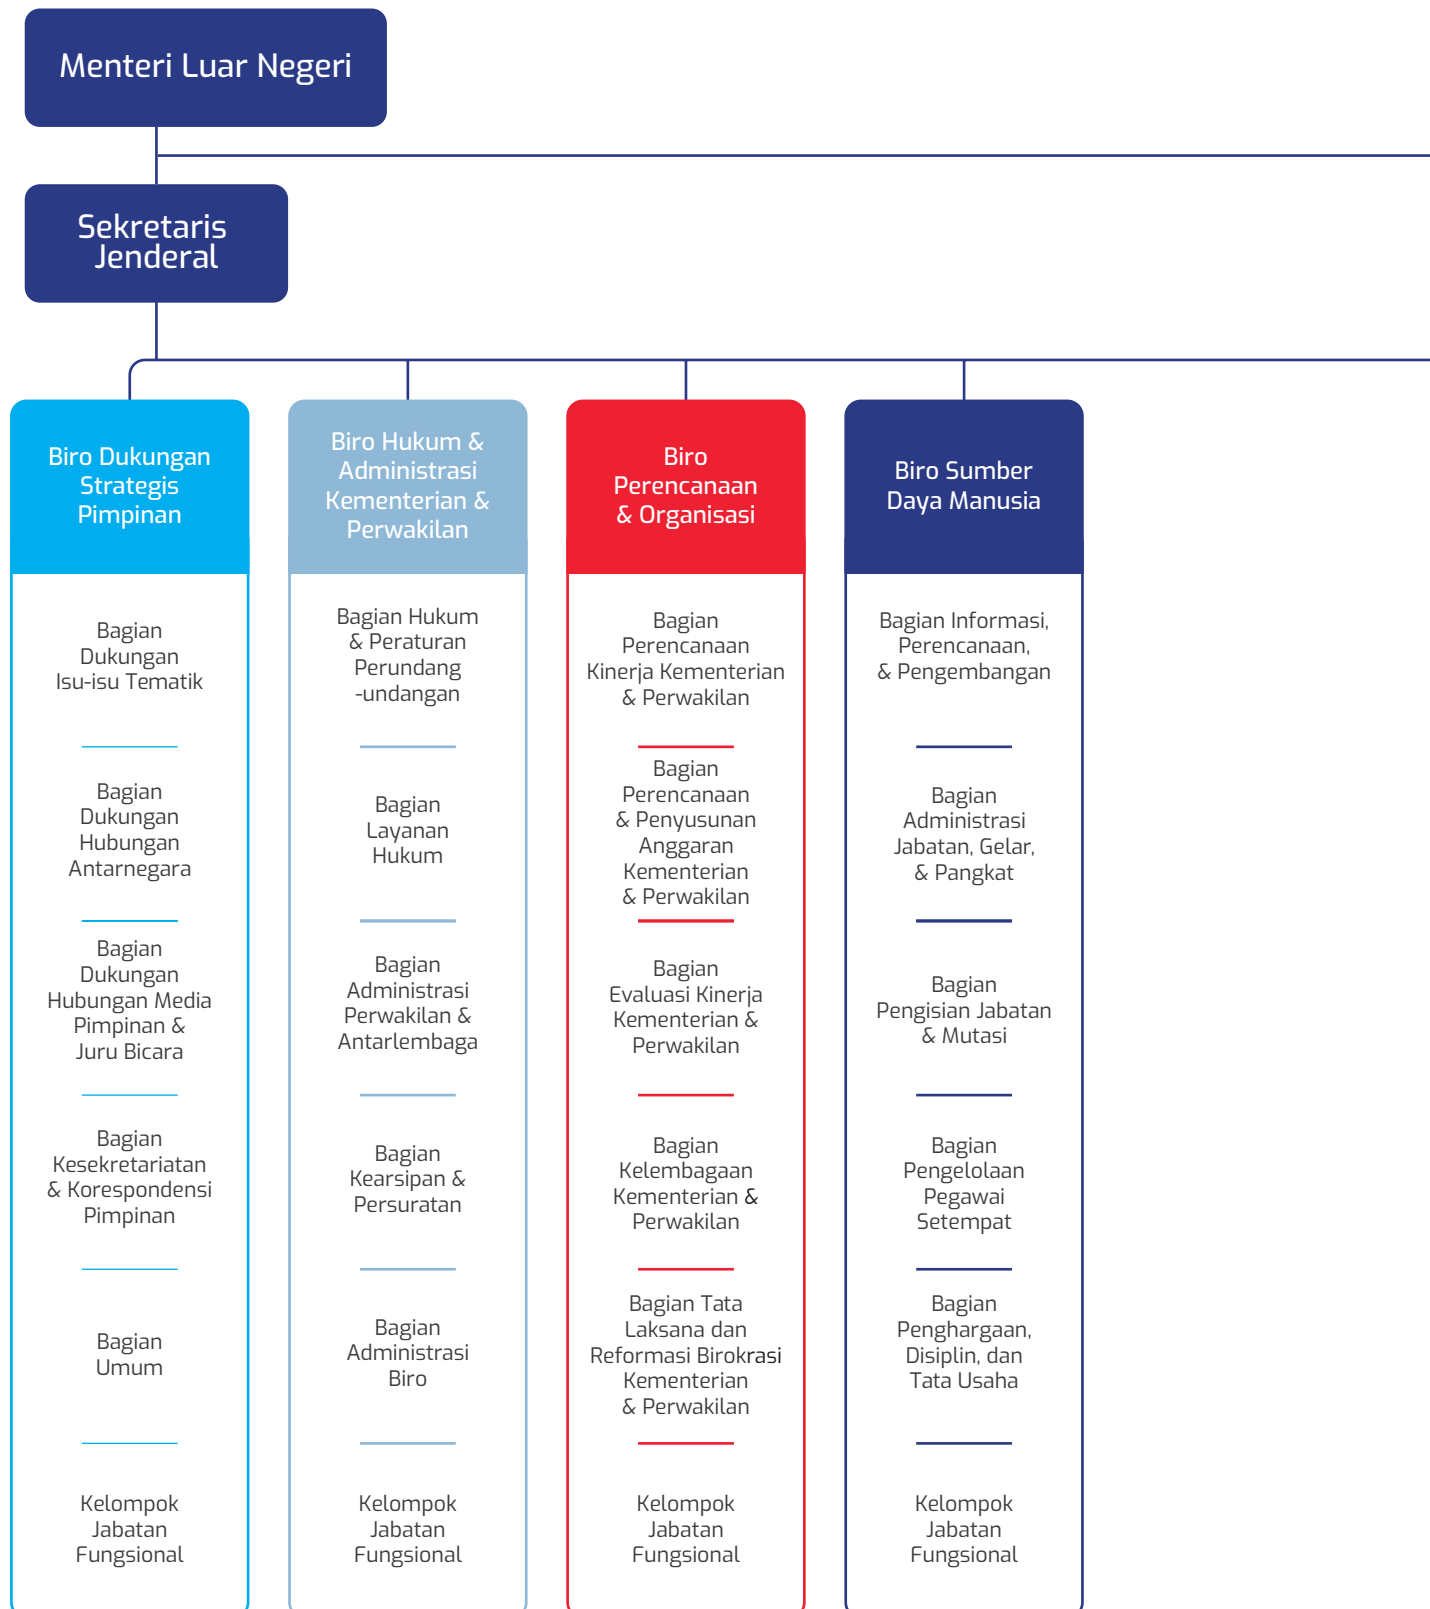 Menteri Luar Negeri
Sekretaris
Jenderal
Biro Dukungan
Strategis
Pimpinan
Bagian
Dukungan
Isu-isu Tematik
Bagian
Dukungan
Hubungan
Antarnegara
Bagian
Dukungan
Hubungan Media
Pimpinan &
Juru Bicara
Bagian
Kesekretariatan
& Korespondensi
Pimpinan
Bagian
Umum
Kelompok
Jabatan
Fungsional
Biro Hukum &
Administrasi
Kementerian &
Perwakilan
Bagian Hukum
& Peraturan
Perundang
-undangan
Bagian
Layanan
Hukum
Bagian
Administrasi
Perwakilan &
Antarlembaga
Bagian
Kearsipan &
Persuratan
Bagian
Administrasi
Biro
Kelompok
Jabatan
Fungsional
Biro
Perencanaan
& Organisasi
Bagian
Perencanaan
Kinerja Kementerian
& Perwakilan
Bagian
Perencanaan
& Penyusunan
Anggaran
Kementerian
& Perwakilan
Bagian
Evaluasi Kinerja
Kementerian &
Perwakilan
Bagian
Kelembagaan
Kementerian &
Perwakilan
Bagian Tata
Laksana dan
Reformasi Birokrasi
Kementerian
& Perwakilan
Kelompok
Jabatan
Fungsional
Biro Sumber
Daya Manusia
Bagian Informasi,
Perencanaan,
& Pengembangan
Bagian
Administrasi
Jabatan, Gelar,
& Pangkat
Bagian
Pengisian Jabatan
& Mutasi
Bagian
Pengelolaan
Pegawai
Setempat
Bagian
Penghargaan,
Disiplin, dan
Tata Usaha
Kelompok
Jabatan
Fungsional